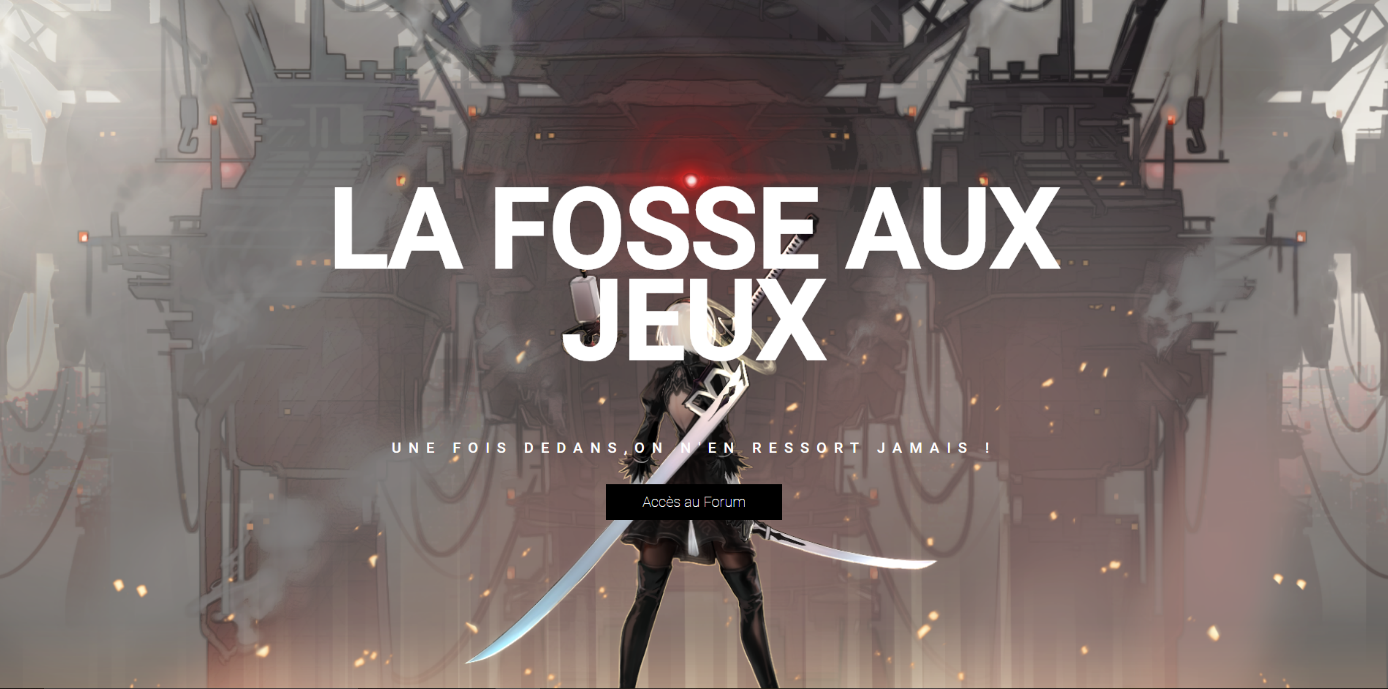 LA FOSSE AUX
JEUX
UNE FOIS DEDANS,ON N'EN RESSORT JAMAIS !
Accès au Forum